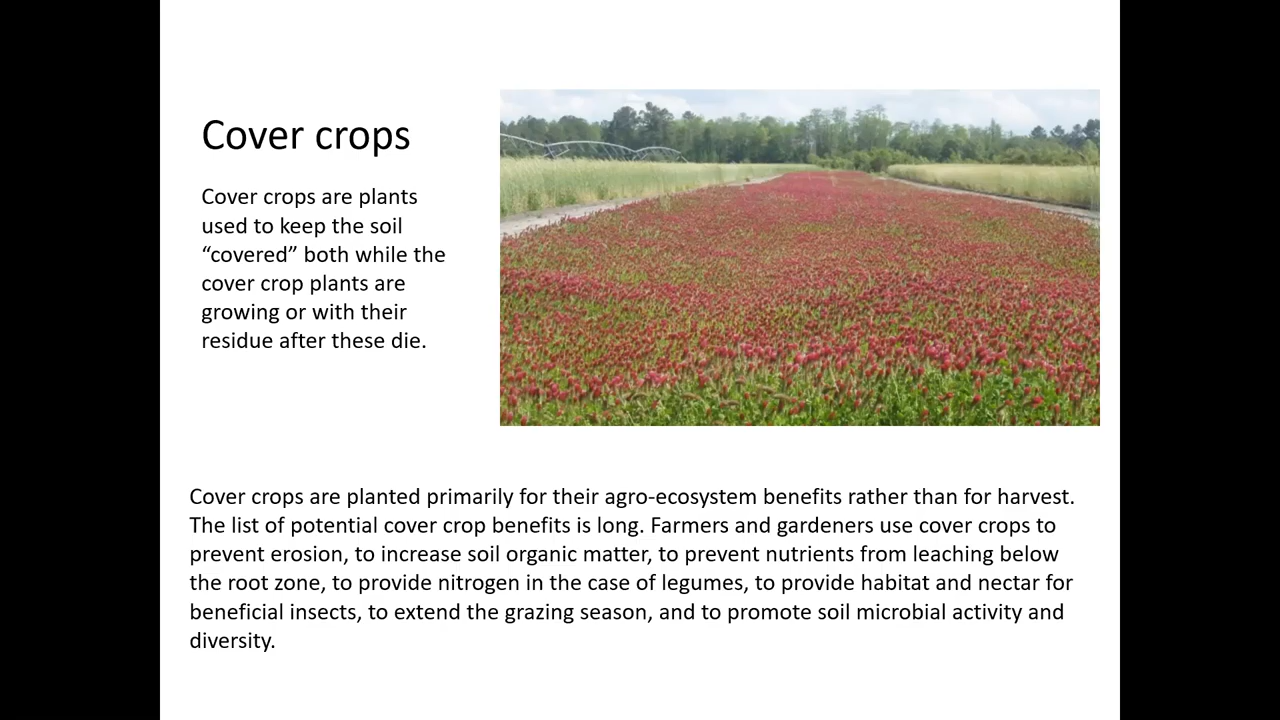 Cover crops
Cover crops are plants
used to keep the soil
“covered” both while the
cover crop plants are
growing or with their
residue after these die.
Cover crops are planted primarily for their agro-ecosystem benefits rather than for harvest.
The list of potential cover crop benefits is long. Farmers and gardeners use cover crops to
prevent erosion, to increase soil organic matter, to prevent nutrients from leaching below
the root zone, to provide nitrogen in the case of legumes, to provide habitat and nectar for
beneficial insects, to extend the grazing season, and to promote soil microbial activity and
diversity.